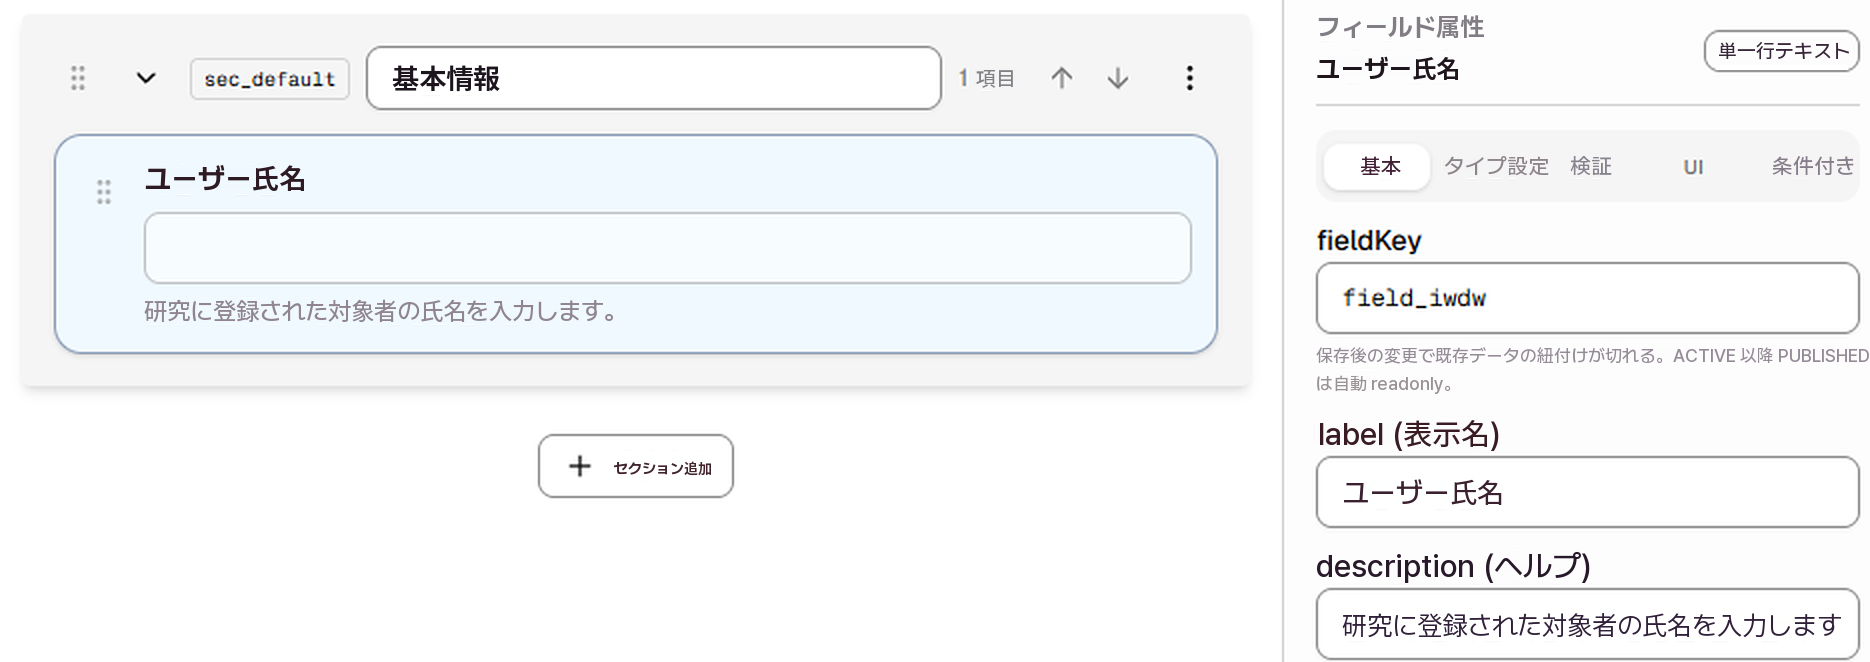 sec_default
基本情報
1 項目
ユーザー氏名
研究に登録された対象者の氏名を入力します。
セクション追加
フィールド属性
ユーザー氏名
単一行テキスト
基本 タイプ設定 検証 UI 条件付き
fieldKey
field_iwdw
保存後の変更で既存データの紐付けが切れる。ACTIVE 以降 PUBLISHED
は自動 readonly。
label (表示名)
ユーザー氏名
description (ヘルプ)
研究に登録された対象者の氏名を入力します